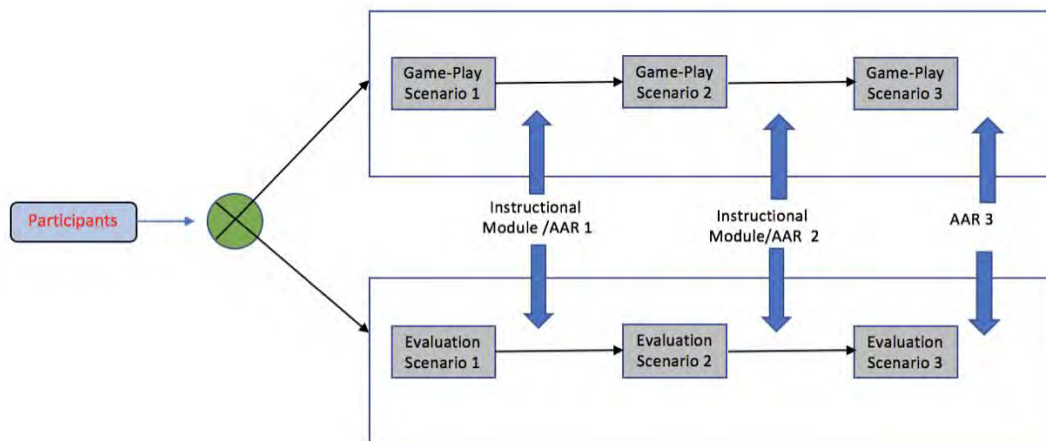 Game-Play
Scenario 1
Game-Play
Scenario 2
Game-Play
Scenario 3
Participants
Instructional
Module /AAR 1
Instructional
Module/AAR 2
AAR 3
Evaluation
Scenario 1
Evaluation
Scenario 2
Evaluation
Scenario 3